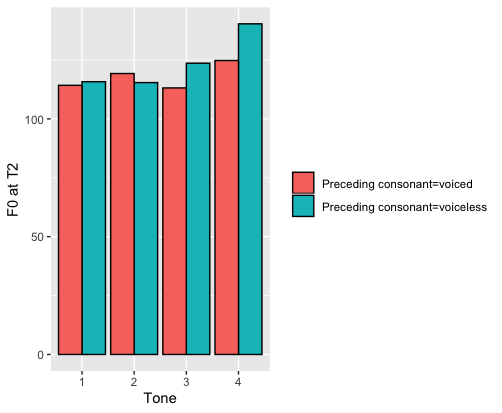 F0 at T2
100
50
0
1 2 3 4
Tone
Preceding consonant=voiced
Preceding consonant=voiceless